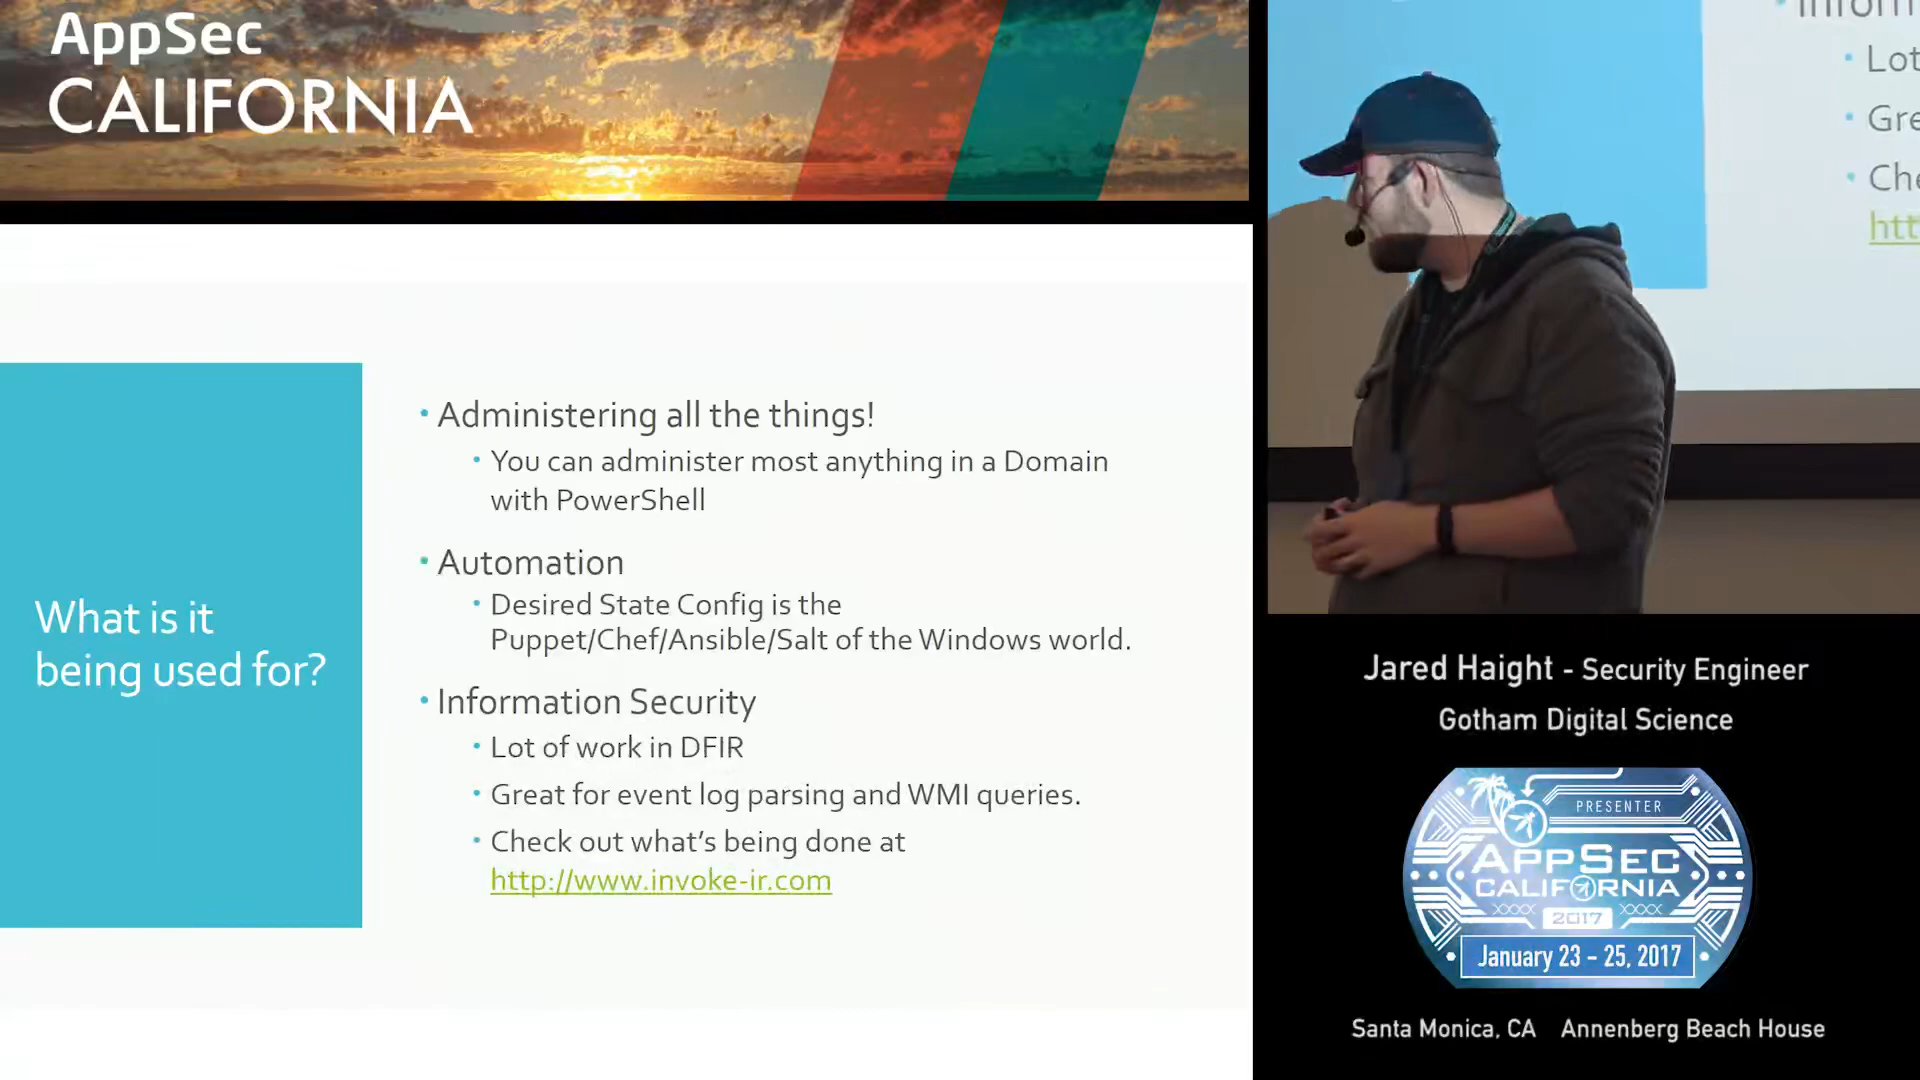 AppSec
CALIFORNIA
What is it
being used for?
• Administering all the things!
• You can administer most anything in a Domain
with PowerShell
• Automation
• Desired State Config is the
Puppet/Chef/Ansible/Salt of the Windows world.
• Information Security
• Lot of work in DFIR
• Great for event log parsing and WMI queries.
• Check out what's being done at
http://www.invoke-ir.com
• Inform
• Lot
• Gre
• Che
htt
Jared Haight - Security Engineer
Gotham Digital Science
PRESENTER
APPSEC
CALIFORNIA
XXXX 2017 XXXX
January 23 - 25, 2017
Santa Monica, CA Annenberg Beach House